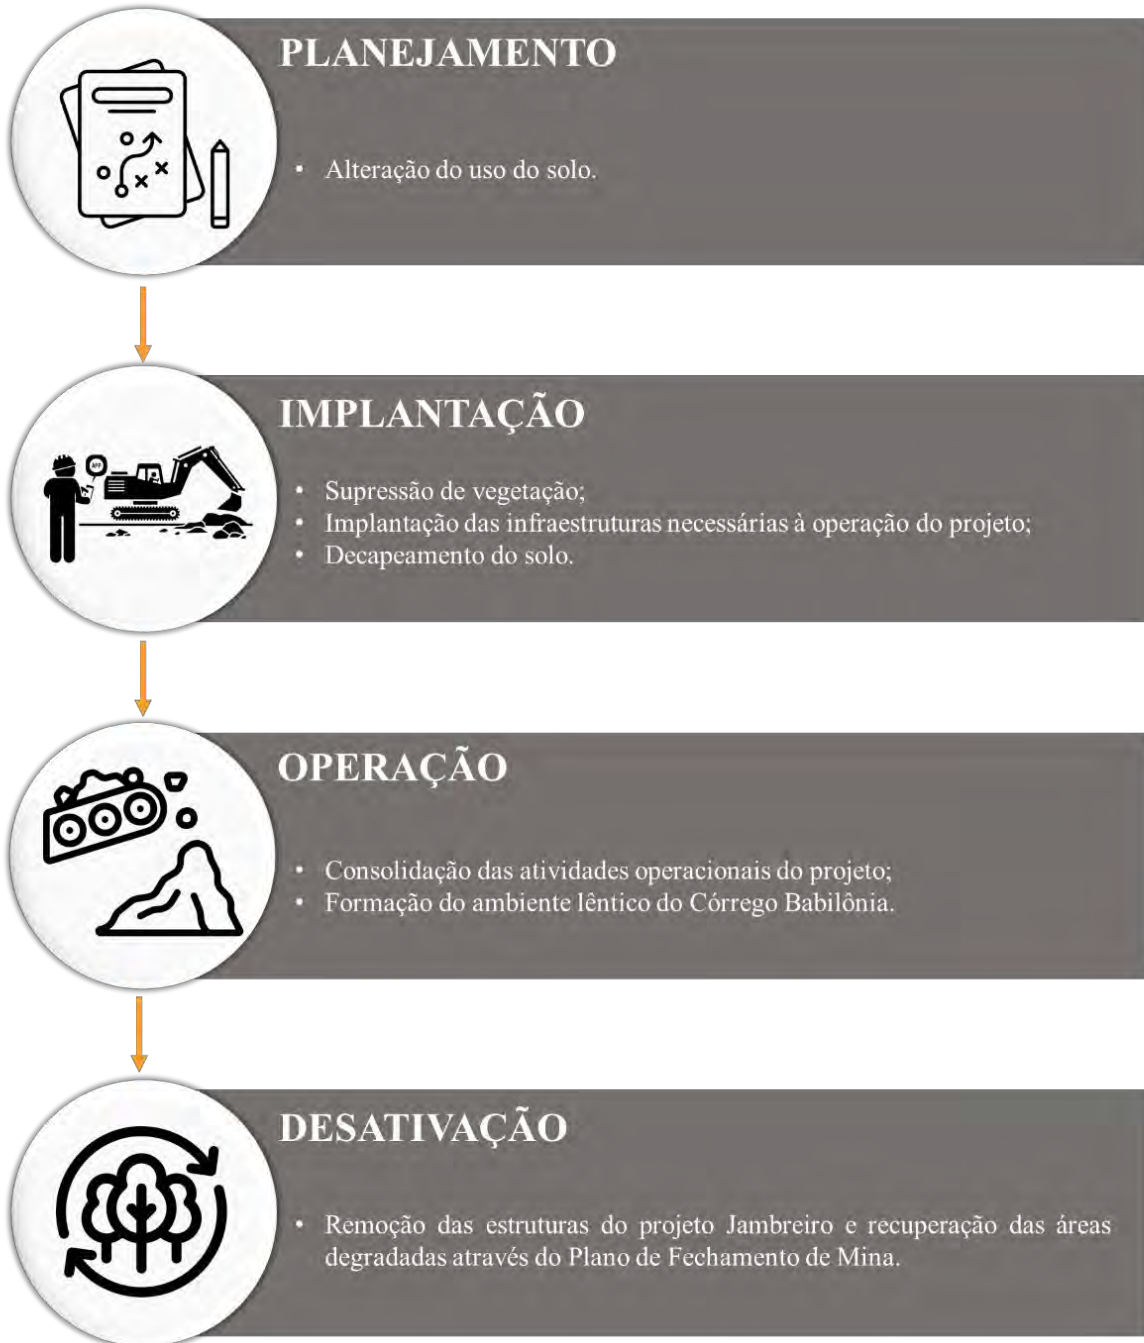 PLANEJAMENTO
• Alteração do uso do solo.
IMPLANTAÇÃO
APP
• Supressão de vegetação;
• Implantação das infraestruturas necessárias à operação do projeto;
• Decapeamento do solo.
OPERAÇÃO
• Consolidação das atividades operacionais do projeto;
• Formação do ambiente lêntico do Córrego Babilônia.
DESATIVAÇÃO
• Remoção das estruturas do projeto Jambreiro e recuperação das áreas
degradadas através do Plano de Fechamento de Mina.